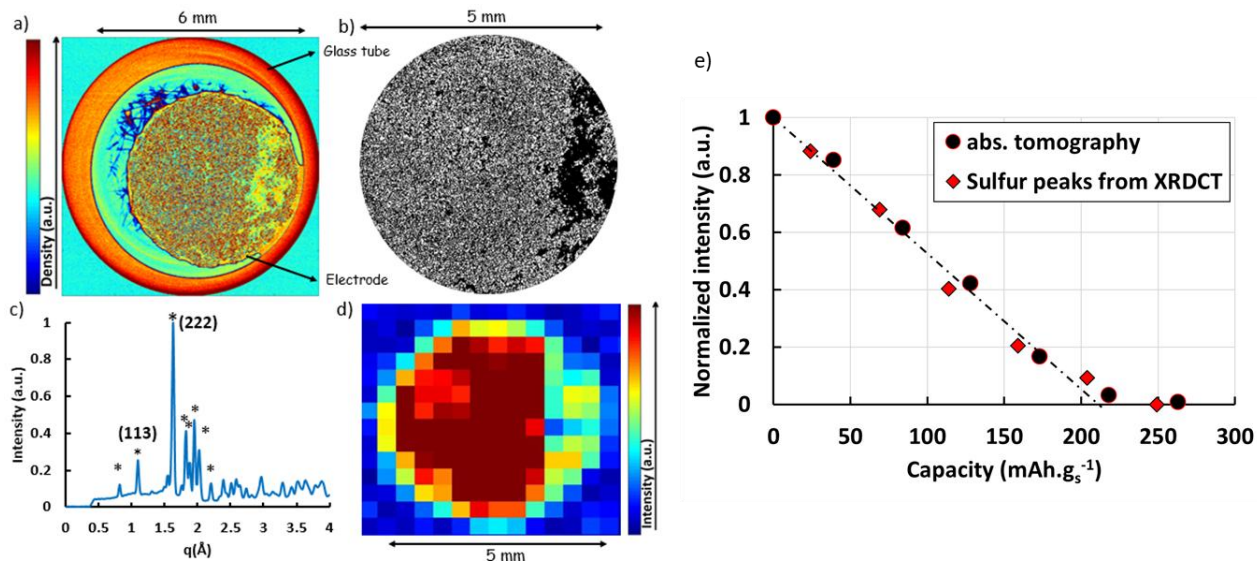 a)
6 mm
Glass tube
Density (a.u.)
Electrode
b)
5 mm
c)
Intensity (a.u.)
1
0.8
0.6
0.4
0.2
0
* (222)
(113)
*
*
*
*
*
*
*
0 0.5 1 1.5 2 2.5 3 3.5 4
q(Å)
d)
Intensity (a.u.)
5 mm
e)
Normalized intensity (a.u.)
1
0.8
0.6
0.4
0.2
0
abs. tomography
Sulfur peaks from XRDCT
0 50 100 150 200 250 300
Capacity (mAh.gs-1)